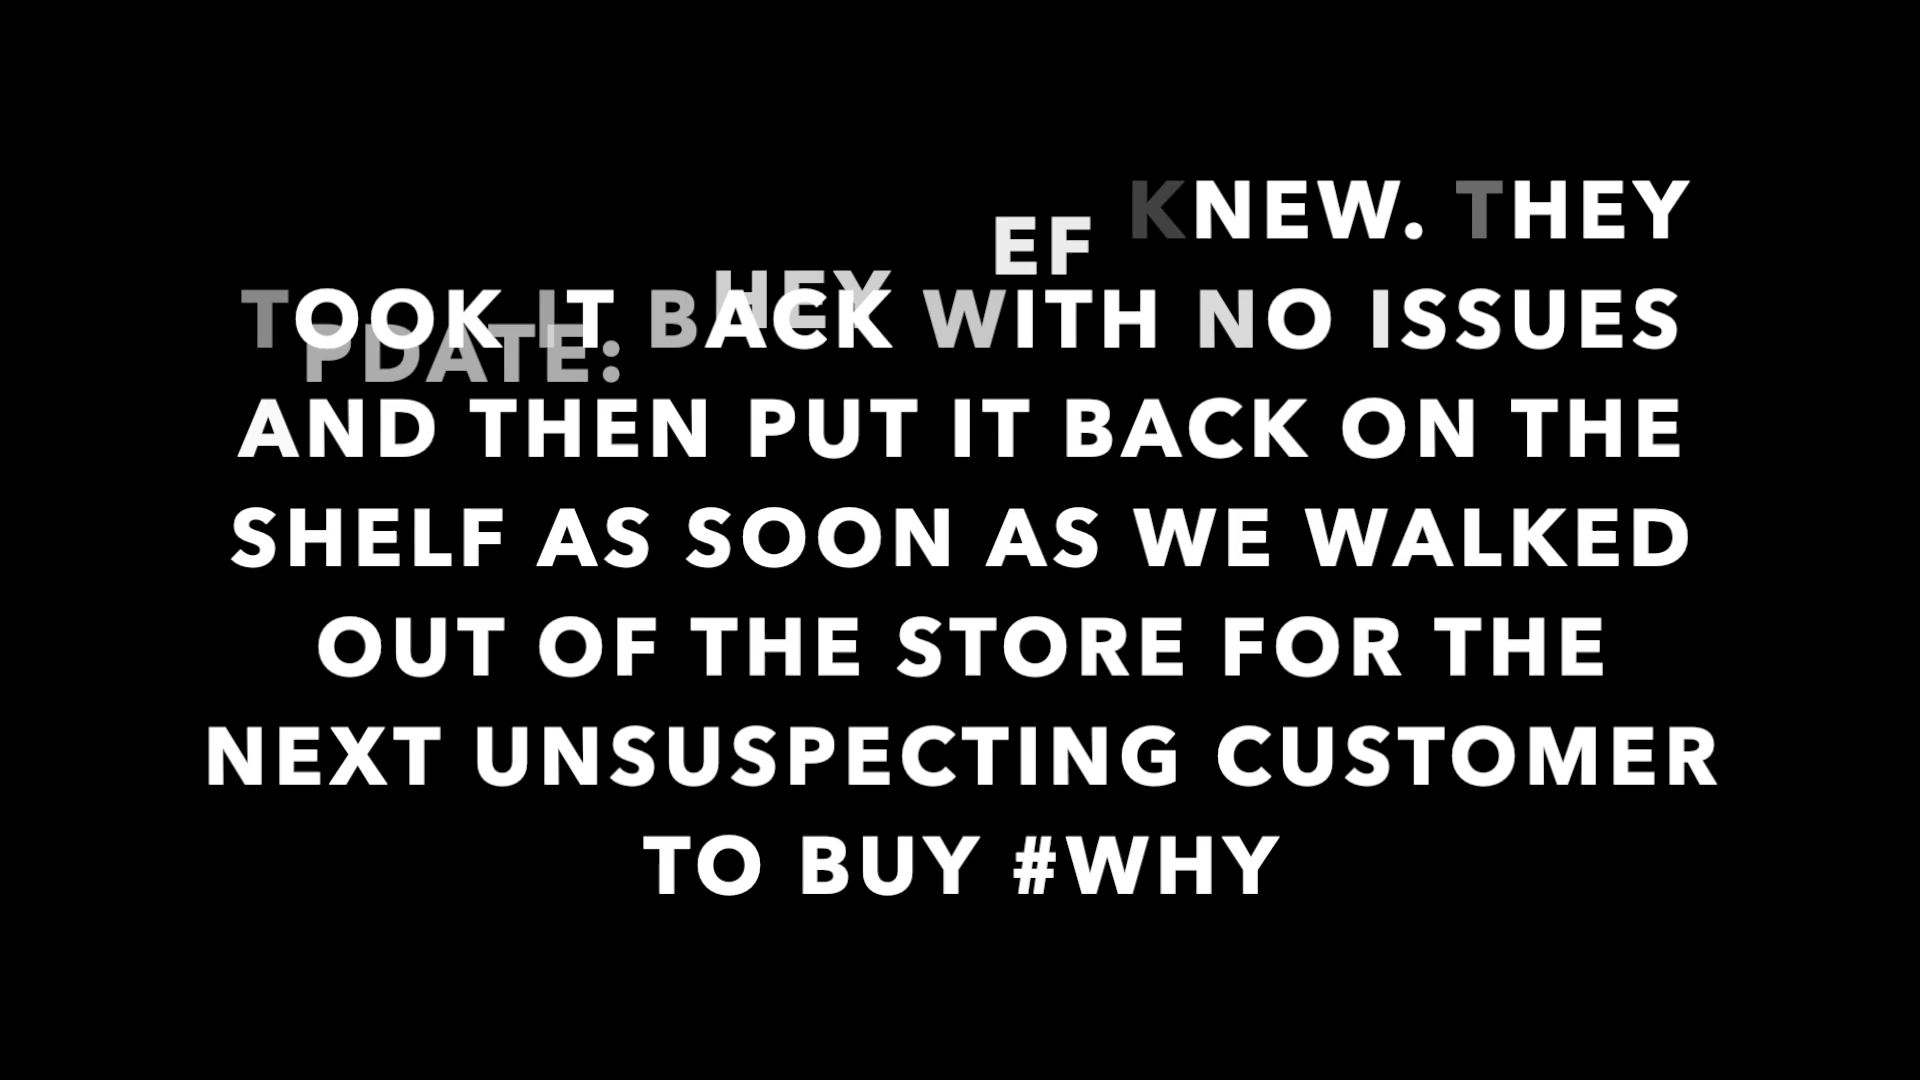 PDATE: HEY EF KNEW. THEY
TOOK IT BACK WITH NO ISSUES
AND THEN PUT IT BACK ON THE
SHELF AS SOON AS WE WALKED
OUT OF THE STORE FOR THE
NEXT UNSUSPECTING CUSTOMER
TO BUY #WHY